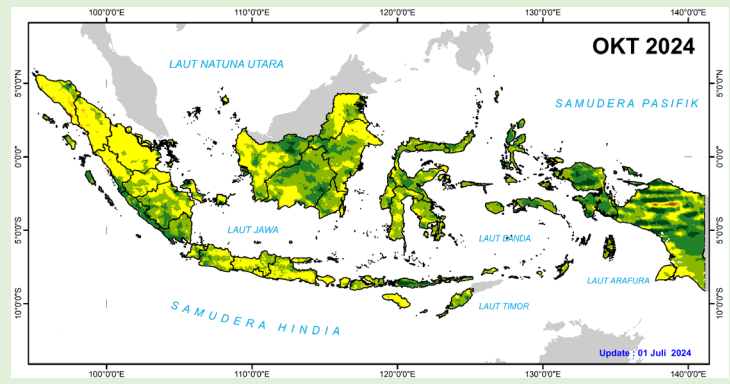 100°0'0"E 110°0'0"E 120°0'0"E 130°0'0"E 140°0'0"E
OKT 2024
LAUT NATUNA UTARA
SAMUDERA PASIFIK
5°0'0"N 5°0'0"N
0°0'0" 0°0'0"
LAUT JAWA
LAUT BANDA
5°0'0"S 5°0'0"S
LAUT ARAFURA
SAMUDERA HINDIA
LAUT TIMOR
10°0'0"S 10°0'0"S
Update : 01 Juli 2024
100°0'0"E 110°0'0"E 120°0'0"E 130°0'0"E 140°0'0"E